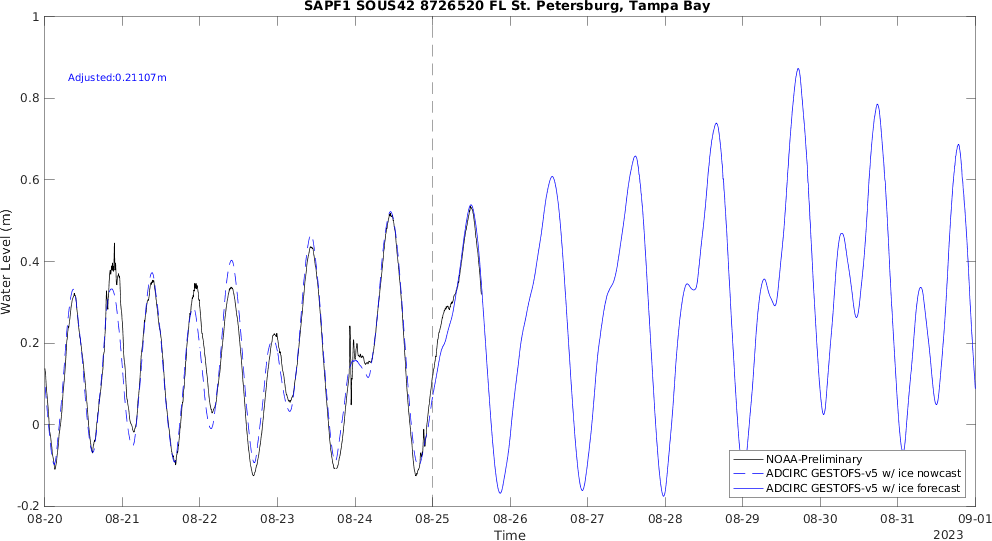 SAPF1 SOUS42 8726520 FL St. Petersburg, Tampa Bay
Adjusted:0.21107m
Water Level (m)
1
0.8
0.6
0.4
0.2
0
-0.2
NOAA-Preliminary
ADCIRC GESTOFS-v5 w/ ice nowcast
ADCIRC GESTOFS-v5 w/ ice forecast
08-20 08-21 08-22 08-23 08-24 08-25 08-26 08-27 08-28 08-29 08-30 08-31 09-01
Time
2023